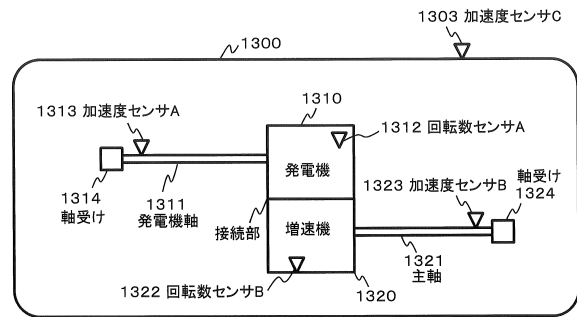 1303 加速度センサC
1300
1313 加速度センサA
1310
1312 回転数センサA
発電機
1314
軸受け
1311
発電機軸
接続部
増速機
1323
加速度センサB
軸受け
1324
1321
主軸
1322 回転数センサB
1320